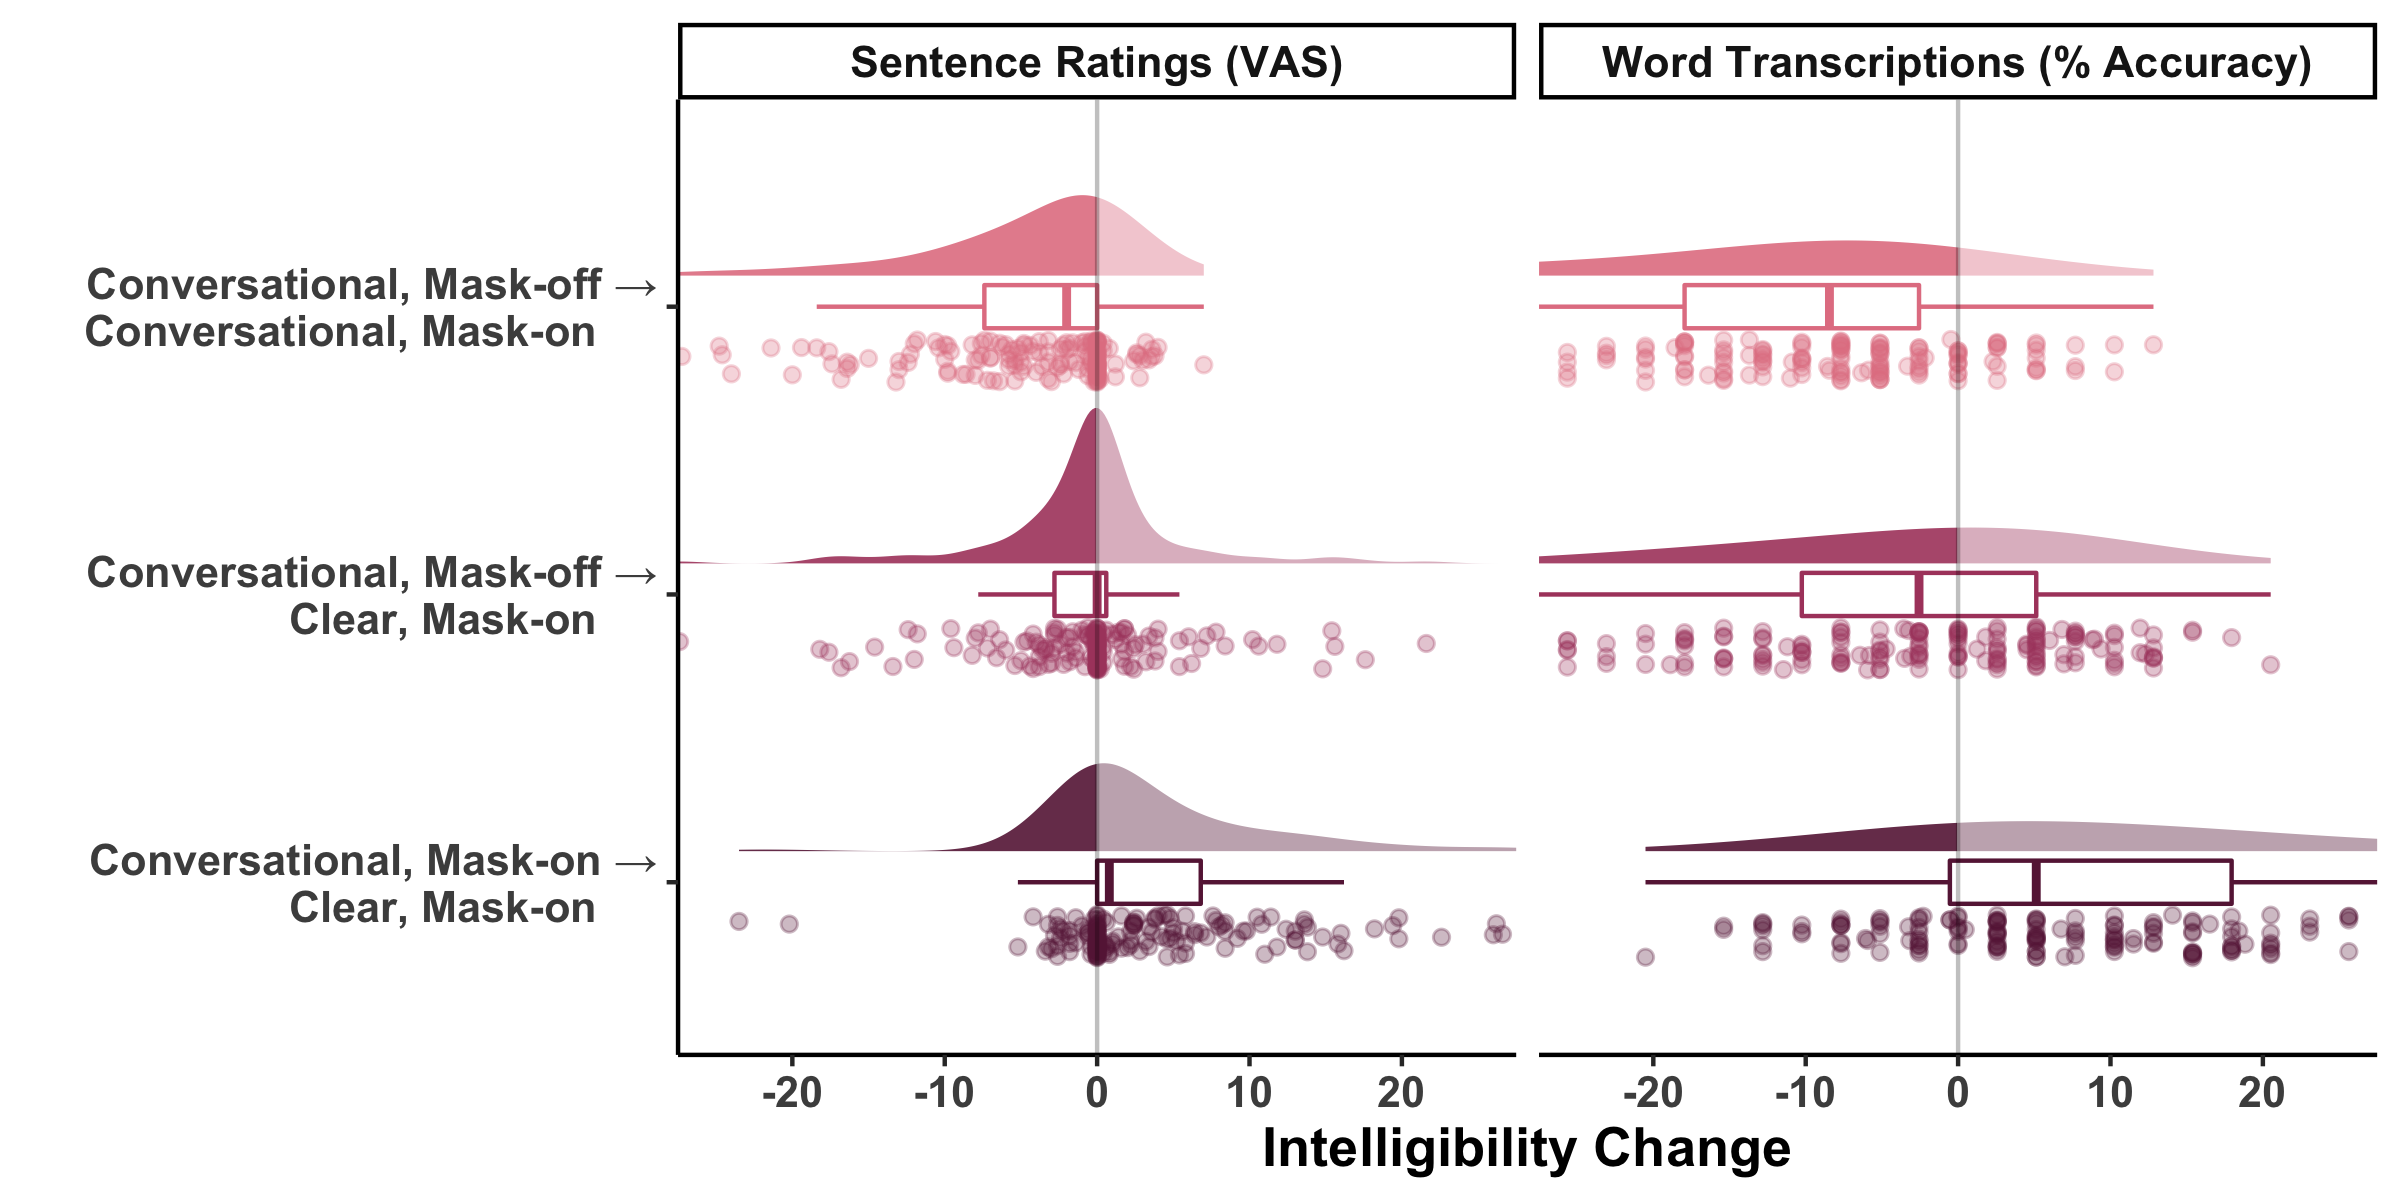 Sentence Ratings (VAS)
Word Transcriptions (% Accuracy)
Conversational, Mask-off →
Conversational, Mask-on
Conversational, Mask-off →
Clear, Mask-on
Conversational, Mask-on →
Clear, Mask-on
-20 -10 0 10 20
-20 -10 0 10 20
Intelligibility Change